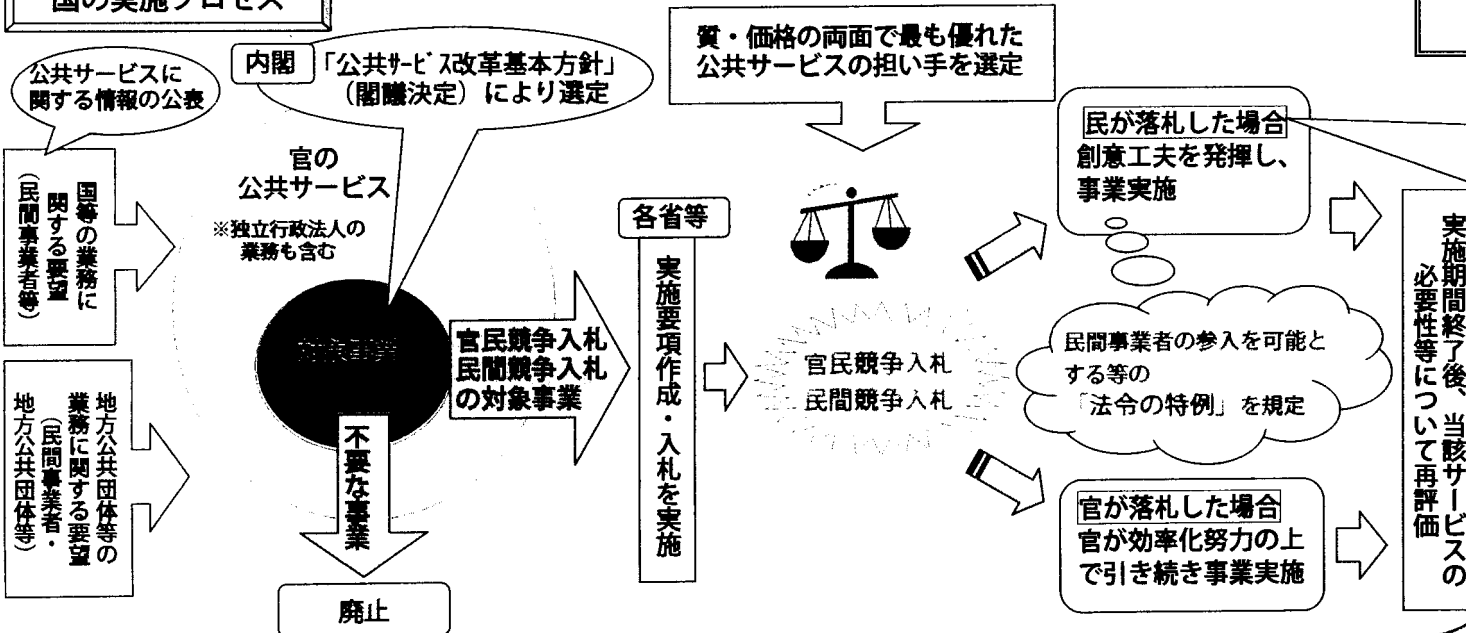 国の実施プロセス
公共サービスに
関する情報の公表
内閣
「公共サービス改革基本方針」
(閣議決定)により選定
質・価格の両面で最も優れた
公共サービスの担い手を選定
国等の業務に
関する要望
(民間事業者等)
地方公共団体等の
業務に関する要望
(民間事業者・
地方公共団体等)
官の
公共サービス
※独立行政法人の
業務も含む
対象事業
不要な事業
廃止
官民競争入札
民間競争入札
の対象事業
各省等
実施要項作成・入札を実施
官民競争入札
民間競争入札
民が落札した場合
創意工夫を発揮し、
事業実施
民間事業者の参入を可能と
する等の
「法令の特例」を規定
官が落札した場合
官が効率化努力の上
で引き続き事業実施
実施期間終了後、当該サービスの
必要性等について再評価